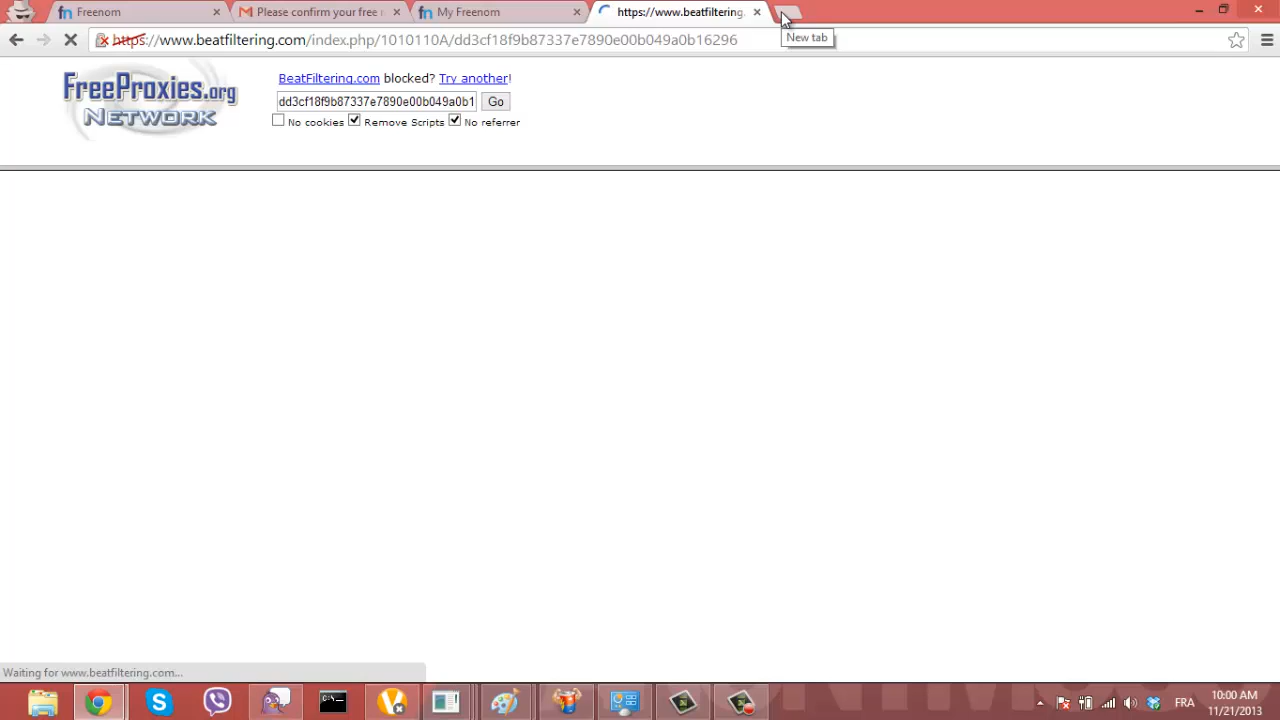 Freenom
Please confirm your free
My Freenom
https://www.beatfiltering.
New tab
https://www.beatfiltering.com/index.php/1010110A/dd3cf18f9b87337e7890e00b049a0b16296
FreeProxies.org
NETWORK
BeatFiltering.com blocked? Try another!
dd3cf18f9b87337e7890e00b049a0b1 Go
No cookies Remove Scripts No referrer
Waiting for www.beatfiltering.com...
FRA
10:00 AM
11/21/2013